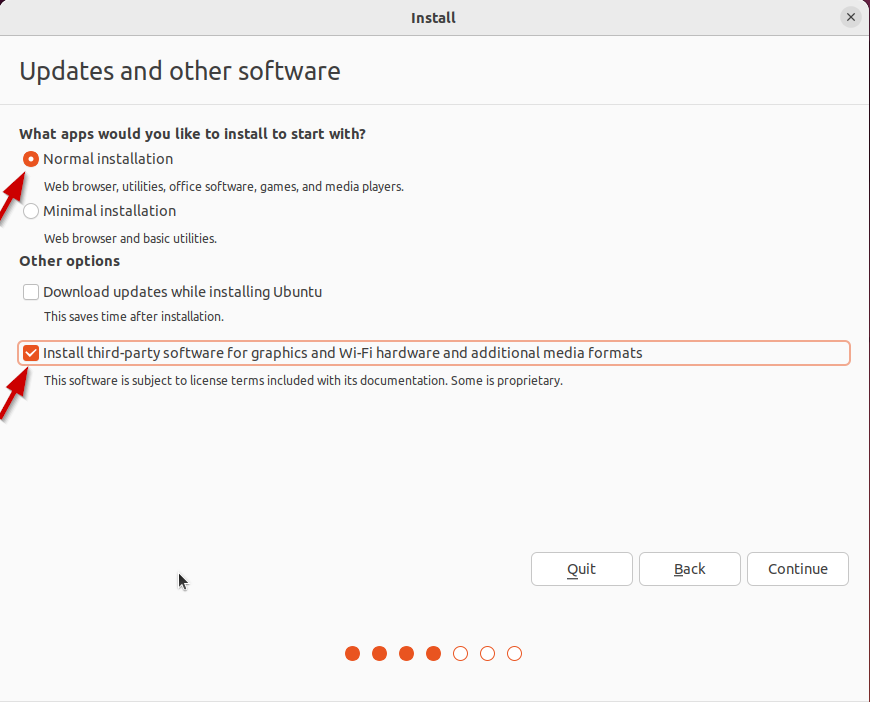 Install
Updates and other software
What apps would you like to install to start with?
Normal installation
Web browser, utilities, office software, games, and media players.
Minimal installation
Web browser and basic utilities.
Other options
Download updates while installing Ubuntu
This saves time after installation.
Install third-party software for graphics and Wi-Fi hardware and additional media formats
This software is subject to license terms included with its documentation. Some is proprietary.
Quit Back Continue